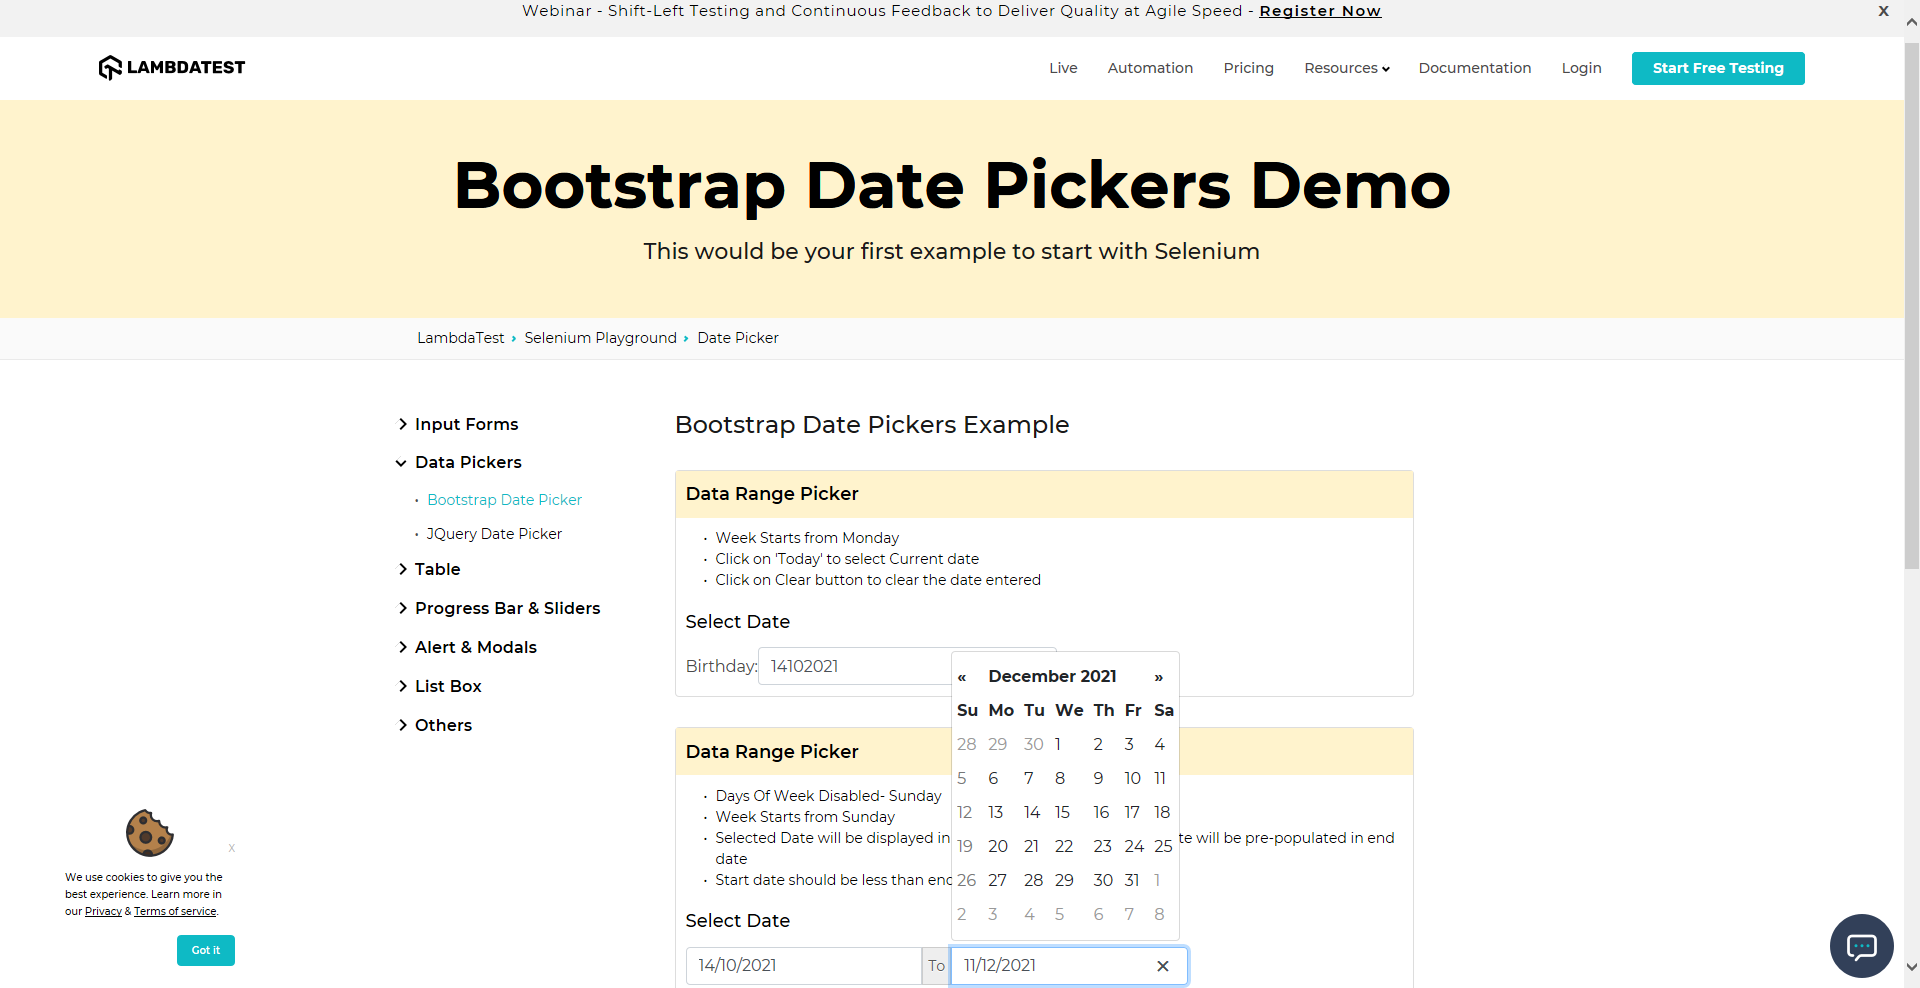 Webinar - Shift-Left Testing and Continuous Feedback to Deliver Quality at Agile Speed - Register Now
X
LAMBDATEST
Live Automation Pricing Resources Documentation Login Start Free Testing
Bootstrap Date Pickers Demo
This would be your first example to start with Selenium
LambdaTest › Selenium Playground › Date Picker
Input Forms
Data Pickers
Bootstrap Date Picker
JQuery Date Picker
Table
Progress Bar & Sliders
Alert & Modals
List Box
Others
Bootstrap Date Pickers Example
Data Range Picker
Week Starts from Monday
Click on 'Today' to select Current date
Click on Clear button to clear the date entered
Select Date
Birthday: 14102021
Data Range Picker
Days Of Week Disabled- Sunday
Week Starts from Sunday
Selected Date will be displayed in te will be pre-populated in end
date
Start date should be less than end
Select Date
14/10/2021 To 11/12/2021 ×
« December 2021 »
Su Mo Tu We Th Fr Sa
28 29 30 1 2 3 4
5 6 7 8 9 10 11
12 13 14 15 16 17 18
19 20 21 22 23 24 25
26 27 28 29 30 31 1
2 3 4 5 6 7 8
X
We use cookies to give you the
best experience. Learn more in
our Privacy & Terms of service.
Got it